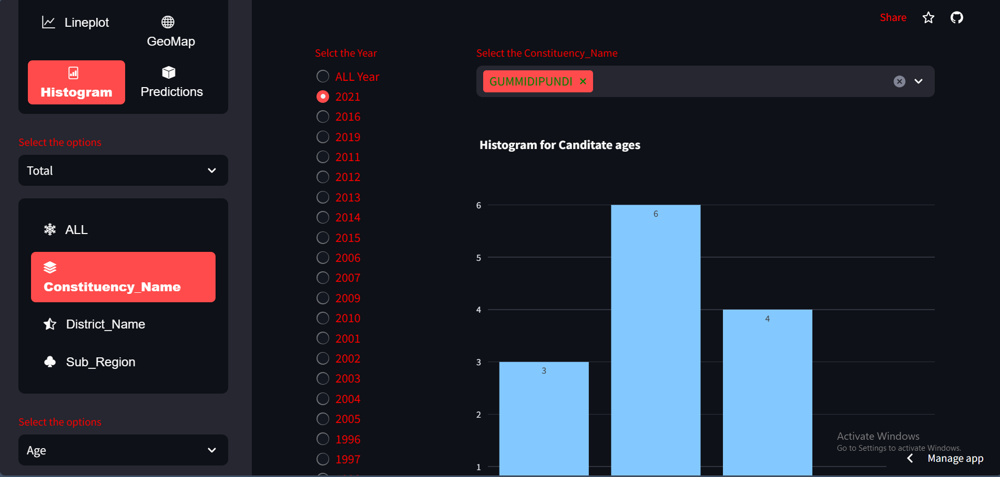 Lineplot
GeoMap
Histogram
Predictions
Select the options
Total
ALL
Constituency_Name
District_Name
Sub_Region
Select the options
Age
Share
Selct the Year
ALL Year
2021
2016
2019
2011
2012
2013
2014
2015
2006
2007
2009
2010
2001
2002
2003
2004
2005
1996
1997
Select the Constituency_Name
GUMMIDIPUNDI ×
Histogram for Canditate ages
6
5
4
3
2
1
3
6
4
Activate Windows
Go to Settings to activate Windows.
Manage app